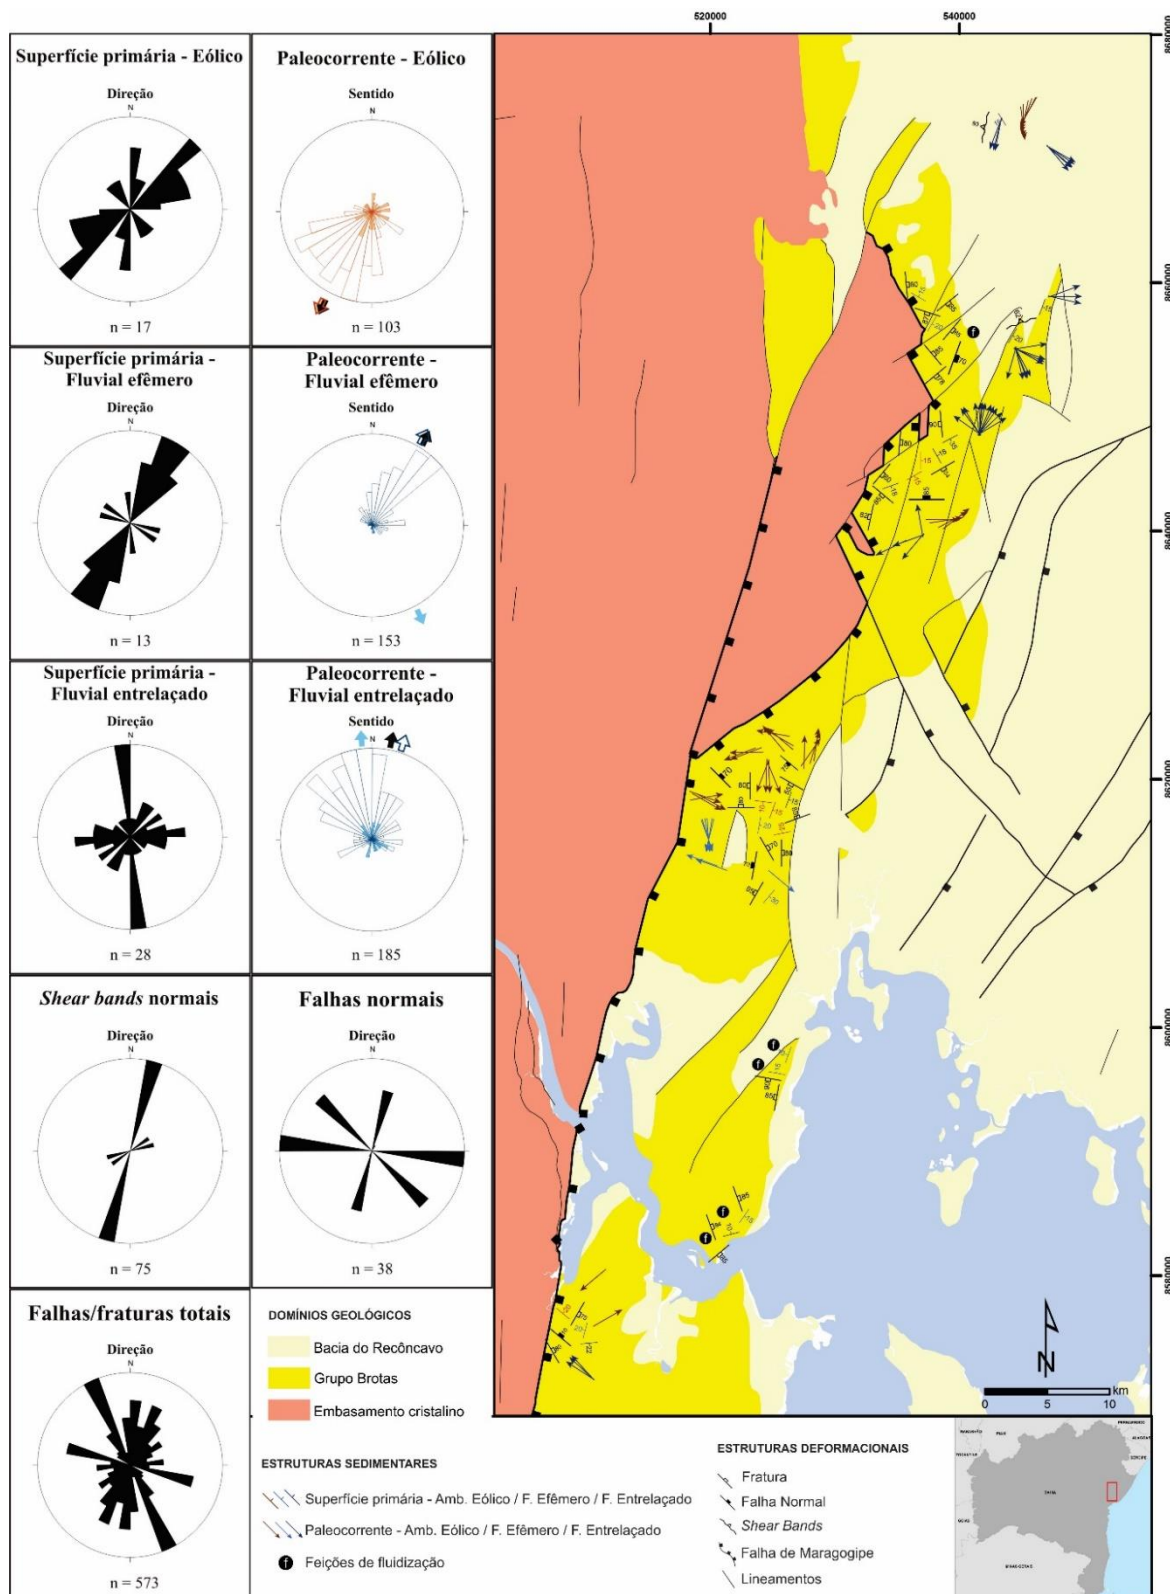 520000
540000
8680000
Superfície primária - Eólico
Direção
N
n = 17
Paleocorrente - Eólico
Sentido
N
n = 103
8660000
Superfície primária -
Fluvial efêmero
Direção
N
n = 13
Paleocorrente -
Fluvial efêmero
Sentido
N
n = 153
8640000
Superfície primária -
Fluvial entrelaçado
Direção
N
n = 28
Paleocorrente -
Fluvial entrelaçado
Sentido
N
n = 185
8620000
Shear bands normais
Direção
N
n = 75
Falhas normais
Direção
N
n = 38
8600000
f
f
f
f
f
8580000
Falhas/fraturas totais
Direção
N
n = 573
DOMÍNIOS GEOLÓGICOS
Bacia do Recôncavo
Grupo Brotas
Embasamento cristalino
N
km
0 5 10
ESTRUTURAS SEDIMENTARES
Superfície primária - Amb. Eólico / F. Efêmero / F. Entrelaçado
Paleocorrente - Amb. Eólico / F. Efêmero / F. Entrelaçado
f Feições de fluidização
ESTRUTURAS DEFORMACIONAIS
Fratura
Falha Normal
Shear Bands
Falha de Maragogipe
Lineamentos
BAHIA